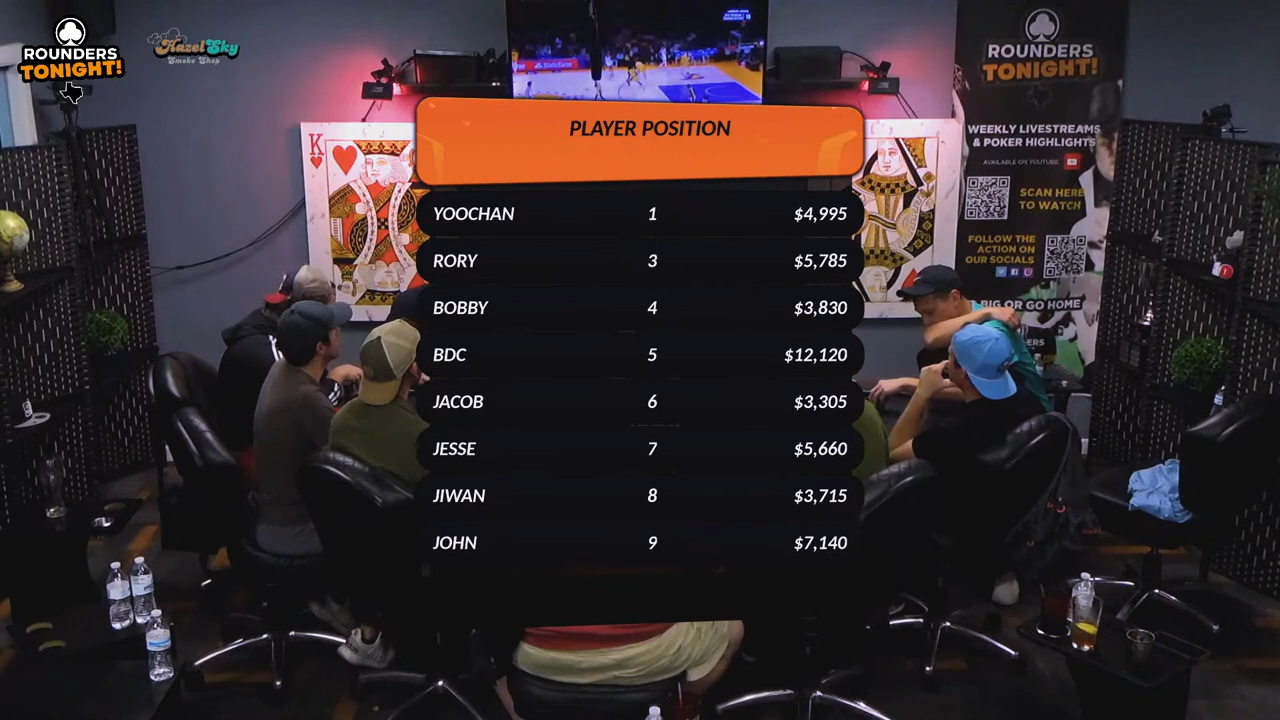 ROUNDERS
TONIGHT!
HazelSky
Smoke Shop
PLAYER POSITION
YOOCHAN 1 $4,995
RORY 3 $5,785
BOBBY 4 $3,830
BDC 5 $12,120
JACOB 6 $3,305
JESSE 7 $5,660
JIWAN 8 $3,715
JOHN 9 $7,140
K
ROUNDERS
TONIGHT!
WEEKLY LIVESTREAMS
& POKER HIGHLIGHTS
AVAILABLE ON YOUTUBE
SCAN HERE
TO WATCH
FOLLOW THE
ACTION ON
OUR SOCIALS
BIG OR GO HOME